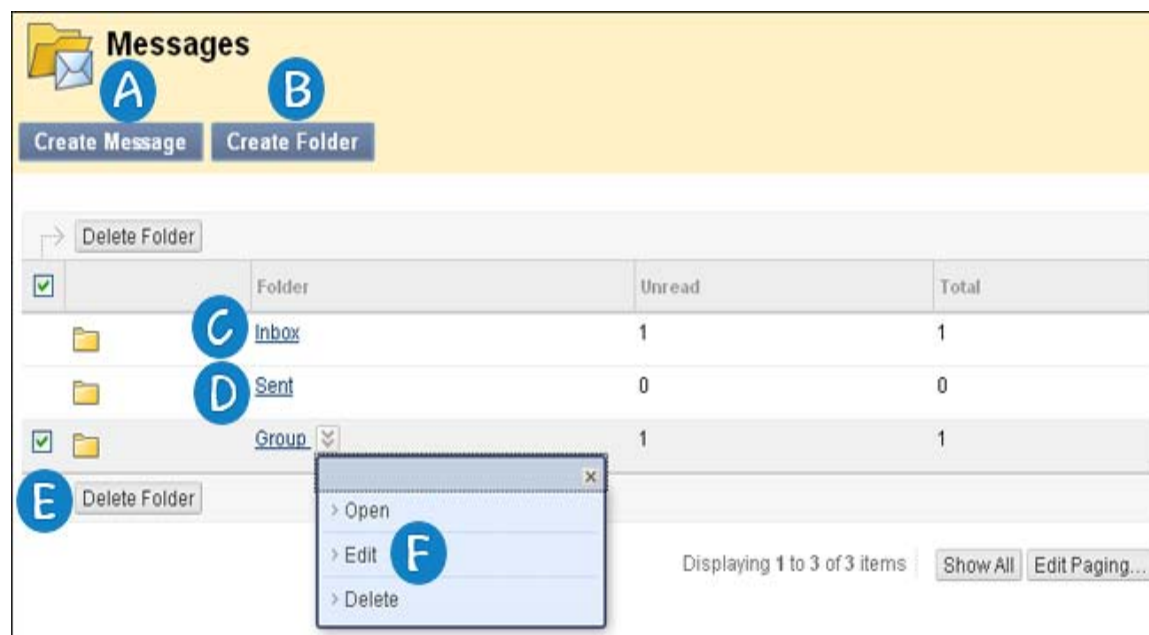 Messages
A B
Create Message Create Folder
Delete Folder
Folder Unread Total
C Inbox 1 1
D Sent 0 0
Group 1 1
E Delete Folder
> Open
> Edit F
> Delete
Displaying 1 to 3 of 3 items Show All Edit Paging...